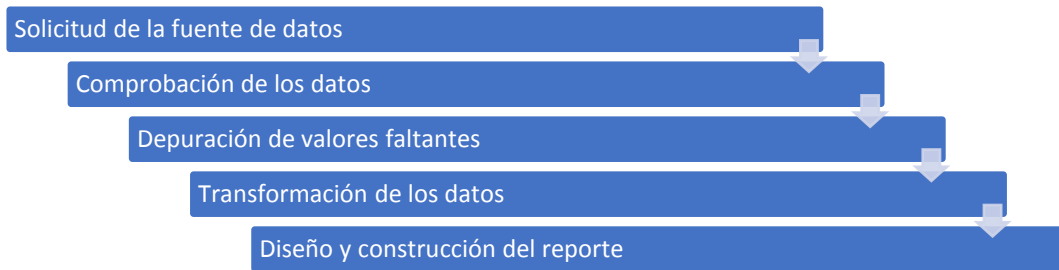 Solicitud de la fuente de datos
Comprobación de los datos
Depuración de valores faltantes
Transformación de los datos
Diseño y construcción del reporte